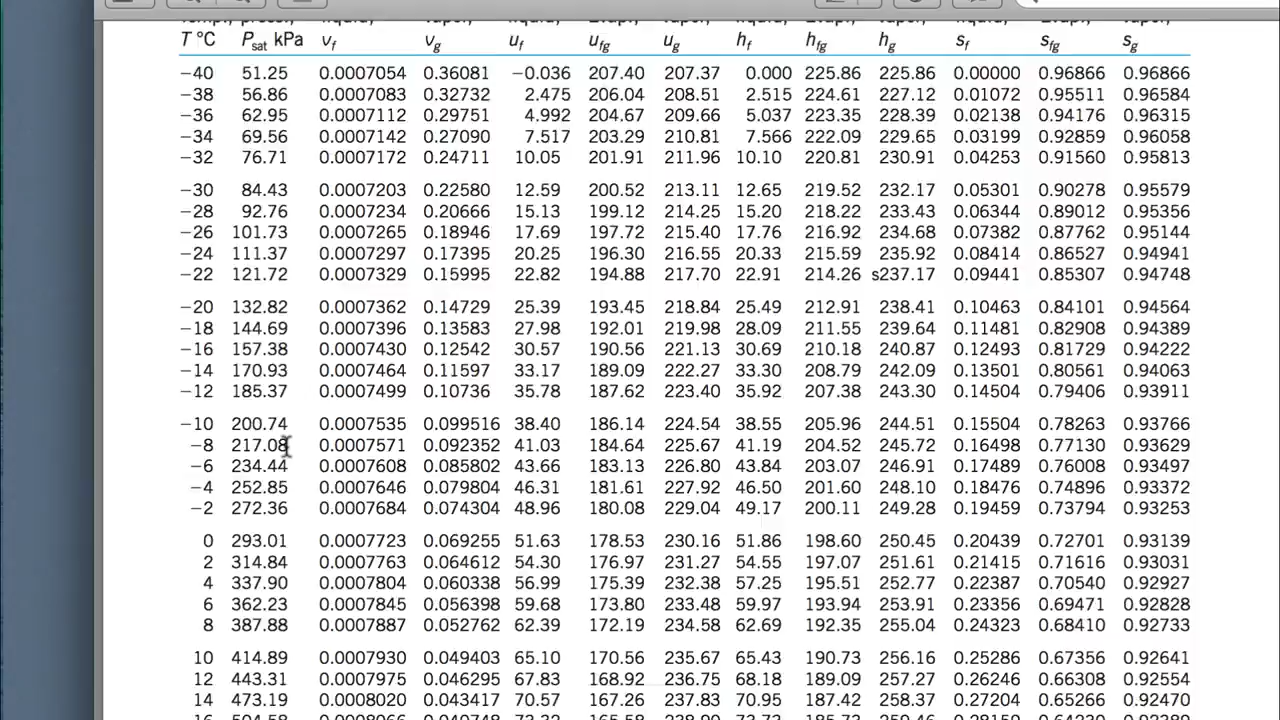 T °C P_sat kPa v_f v_g u_f u_fg u_g h_f h_fg h_g s_f s_fg s_g
−40 51.25 0.0007054 0.36081 −0.036 207.40 207.37 0.000 225.86 225.86 0.00000 0.96866 0.96866
−38 56.86 0.0007083 0.32732 2.475 206.04 208.51 2.515 224.61 227.12 0.01072 0.95511 0.96584
−36 62.95 0.0007112 0.29751 4.992 204.67 209.66 5.037 223.35 228.39 0.02138 0.94176 0.96315
−34 69.56 0.0007142 0.27090 7.517 203.29 210.81 7.566 222.09 229.65 0.03199 0.92859 0.96058
−32 76.71 0.0007172 0.24711 10.05 201.91 211.96 10.10 220.81 230.91 0.04253 0.91560 0.95813
−30 84.43 0.0007203 0.22580 12.59 200.52 213.11 12.65 219.52 232.17 0.05301 0.90278 0.95579
−28 92.76 0.0007234 0.20666 15.13 199.12 214.25 15.20 218.22 233.43 0.06344 0.89012 0.95356
−26 101.73 0.0007265 0.18946 17.69 197.72 215.40 17.76 216.92 234.68 0.07382 0.87762 0.95144
−24 111.37 0.0007297 0.17395 20.25 196.30 216.55 20.33 215.59 235.92 0.08414 0.86527 0.94941
−22 121.72 0.0007329 0.15995 22.82 194.88 217.70 22.91 214.26 s237.17 0.09441 0.85307 0.94748
−20 132.82 0.0007362 0.14729 25.39 193.45 218.84 25.49 212.91 238.41 0.10463 0.84101 0.94564
−18 144.69 0.0007396 0.13583 27.98 192.01 219.98 28.09 211.55 239.64 0.11481 0.82908 0.94389
−16 157.38 0.0007430 0.12542 30.57 190.56 221.13 30.69 210.18 240.87 0.12493 0.81729 0.94222
−14 170.93 0.0007464 0.11597 33.17 189.09 222.27 33.30 208.79 242.09 0.13501 0.80561 0.94063
−12 185.37 0.0007499 0.10736 35.78 187.62 223.40 35.92 207.38 243.30 0.14504 0.79406 0.93911
−10 200.74 0.0007535 0.099516 38.40 186.14 224.54 38.55 205.96 244.51 0.15504 0.78263 0.93766
−8 217.08 0.0007571 0.092352 41.03 184.64 225.67 41.19 204.52 245.72 0.16498 0.77130 0.93629
−6 234.44 0.0007608 0.085802 43.66 183.13 226.80 43.84 203.07 246.91 0.17489 0.76008 0.93497
−4 252.85 0.0007646 0.079804 46.31 181.61 227.92 46.50 201.60 248.10 0.18476 0.74896 0.93372
−2 272.36 0.0007684 0.074304 48.96 180.08 229.04 49.17 200.11 249.28 0.19459 0.73794 0.93253
0 293.01 0.0007723 0.069255 51.63 178.53 230.16 51.86 198.60 250.45 0.20439 0.72701 0.93139
2 314.84 0.0007763 0.064612 54.30 176.97 231.27 54.55 197.07 251.61 0.21415 0.71616 0.93031
4 337.90 0.0007804 0.060338 56.99 175.39 232.38 57.25 195.51 252.77 0.22387 0.70540 0.92927
6 362.23 0.0007845 0.056398 59.68 173.80 233.48 59.97 193.94 253.91 0.23356 0.69471 0.92828
8 387.88 0.0007887 0.052762 62.39 172.19 234.58 62.69 192.35 255.04 0.24323 0.68410 0.92733
10 414.89 0.0007930 0.049403 65.10 170.56 235.67 65.43 190.73 256.16 0.25286 0.67356 0.92641
12 443.31 0.0007975 0.046295 67.83 168.92 236.75 68.18 189.09 257.27 0.26246 0.66308 0.92554
14 473.19 0.0008020 0.043417 70.57 167.26 237.83 70.95 187.42 258.37 0.27204 0.65266 0.92470